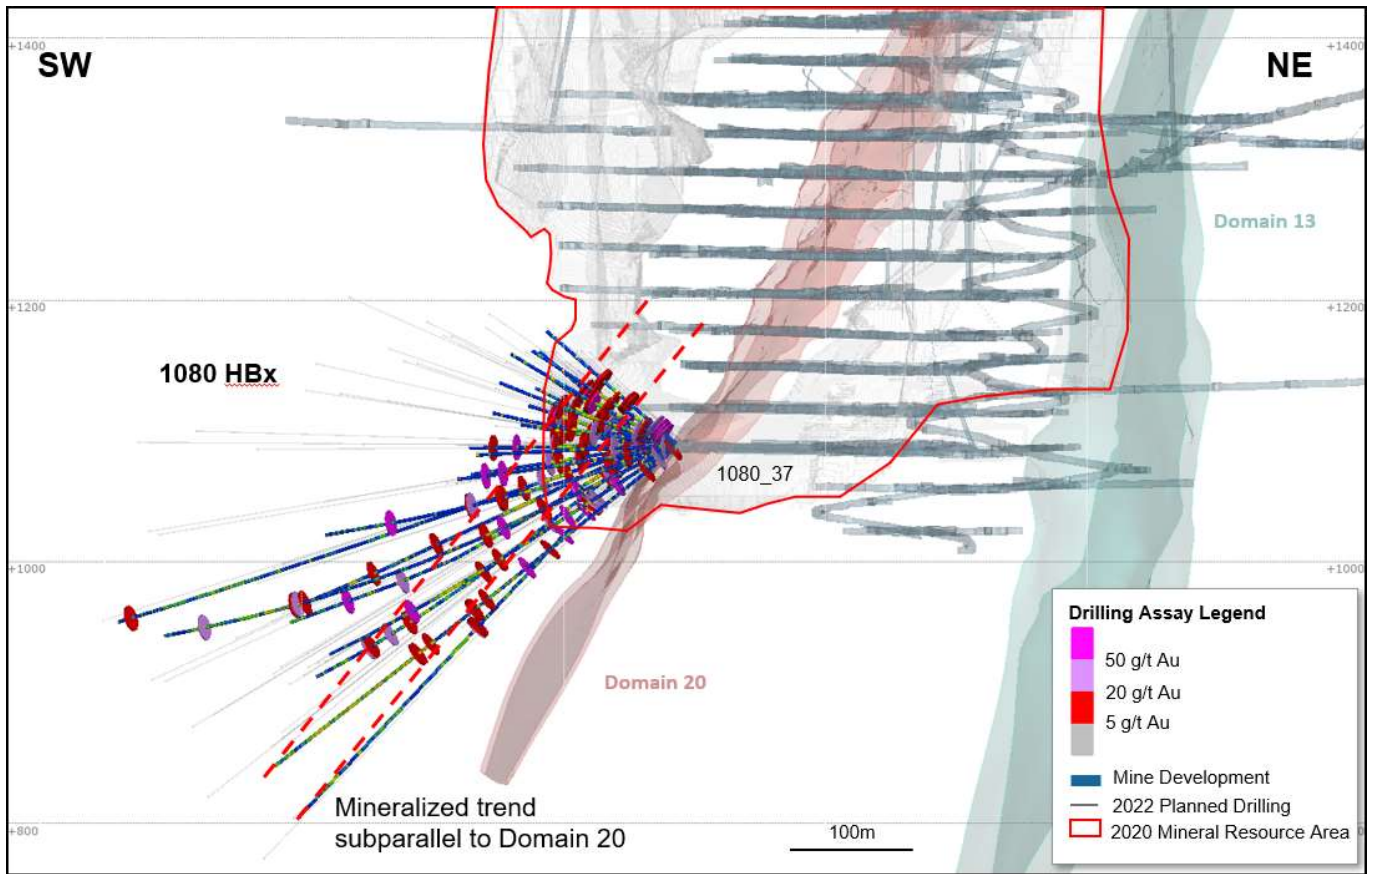 +1400
+1400
SW
NE
Domain 13
+1200
+1200
1080 HBx
1080_37
+1000
+1000
Domain 20
Drilling Assay Legend
50 g/t Au
20 g/t Au
5 g/t Au
Mine Development
2022 Planned Drilling
2020 Mineral Resource Area
Mineralized trend
subparallel to Domain 20
100m
+800